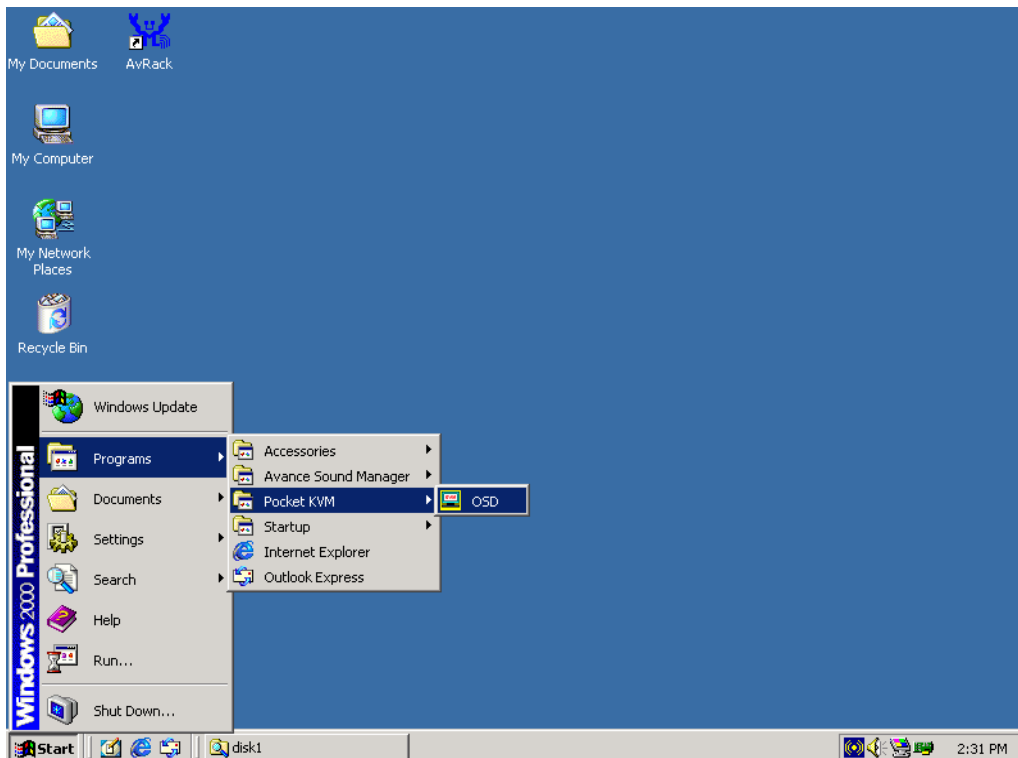 My Documents
AvRack
My Computer
My Network
Places
Recycle Bin
Windows 2000 Professional
Windows Update
Programs
Documents
Settings
Search
Help
Run...
Shut Down...
Accessories
Avance Sound Manager
Pocket KVM
Startup
Internet Explorer
Outlook Express
OSD
Start
disk1
2:31 PM